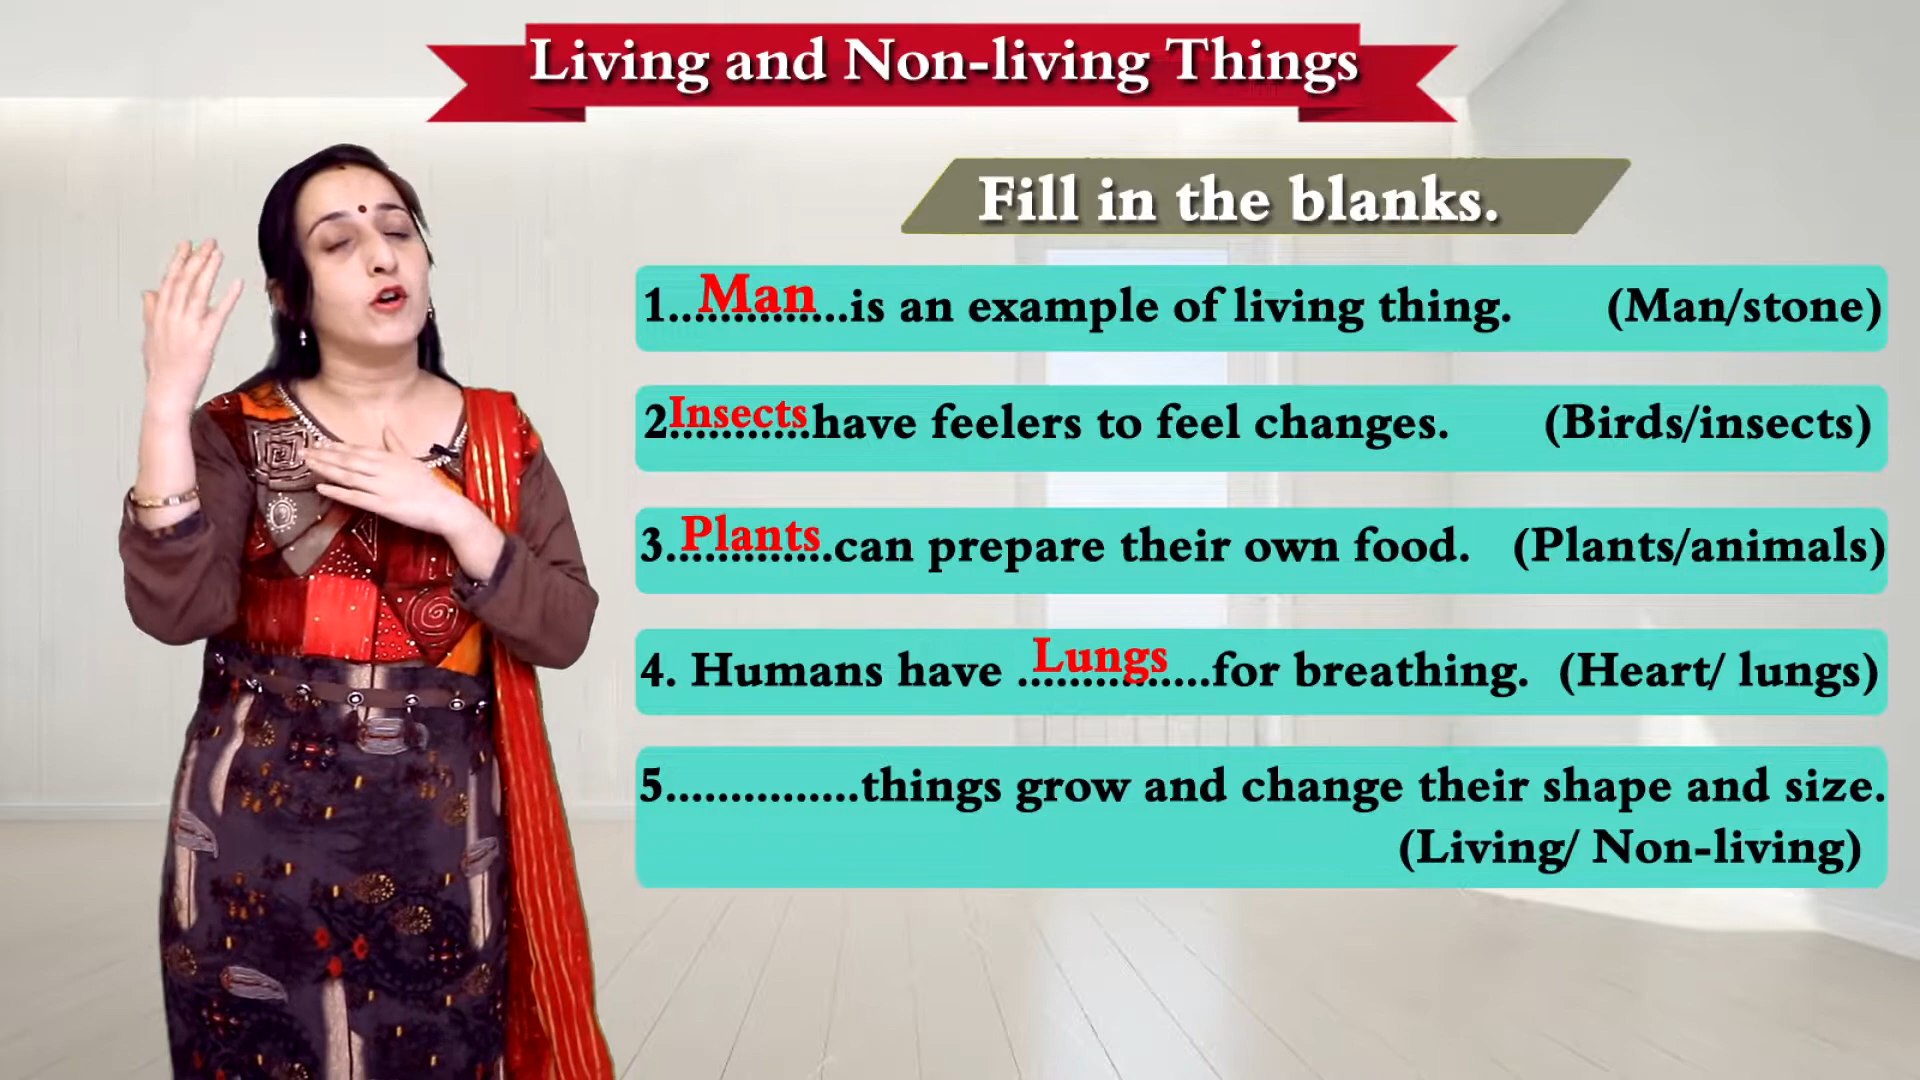 Living and Non-living Things
Fill in the blanks.
1..Man..is an example of living thing. (Man/stone)
2.Insects.have feelers to feel changes. (Birds/insects)
3..Plants..can prepare their own food. (Plants/animals)
4. Humans have ..Lungs....for breathing. (Heart/ lungs)
5...............things grow and change their shape and size.
(Living/ Non-living)